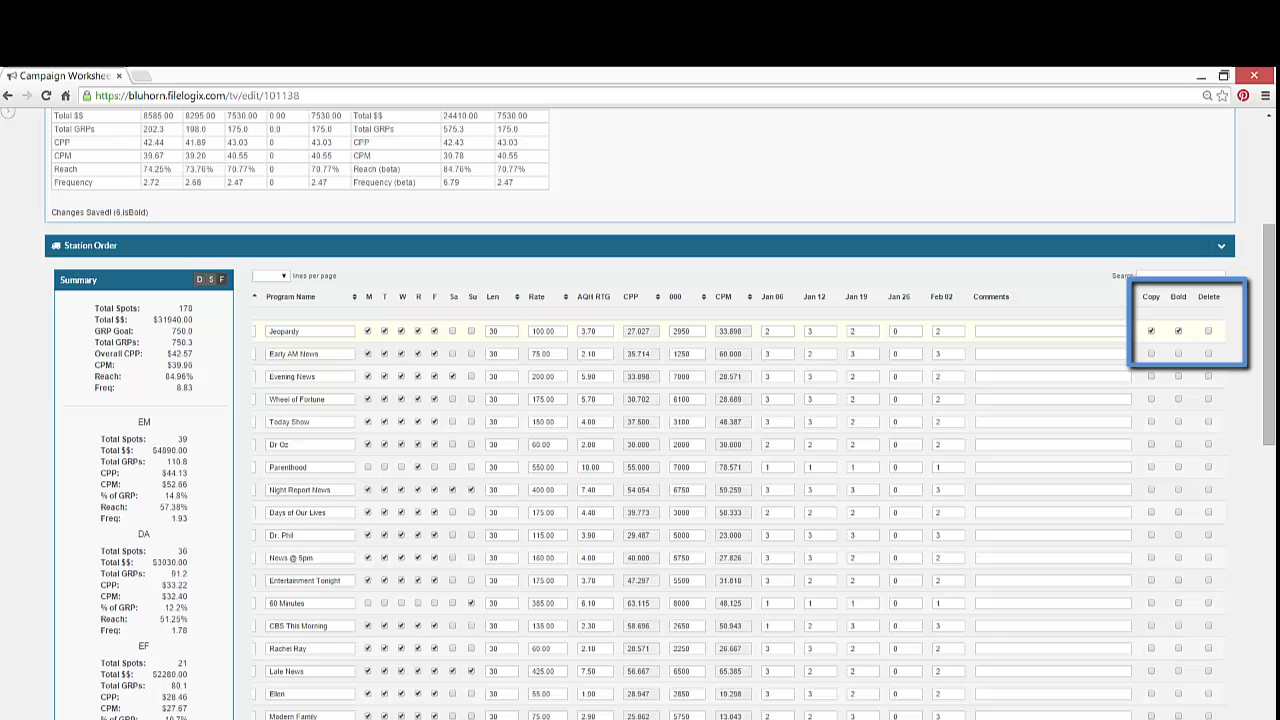 Campaign Workshee
https://bluhorn.filelogix.com/tv/edit/101138
Total $$ 8585.00 8295.00 7530.00 0.00 7530.00 Total $$ 24410.00 7530.00
Total GRPs 202.3 198.0 175.0 0.0 175.0 Total GRPs 575.3 175.0
CPP 42.44 41.89 43.03 0 43.03 CPP 42.43 43.03
CPM 39.67 39.20 40.55 0 40.55 CPM 39.78 40.55
Reach 74.25% 73.76% 70.77% 0 70.77% Reach (beta) 84.76% 70.77%
Frequency 2.72 2.68 2.47 0 2.47 Frequency (beta) 6.79 2.47
Changes Saved! (6,isBold)
Station Order
Summary D S F
Total Spots: 178
Total $$: $31940.00
GRP Goal: 750.0
Total GRPs: 750.3
Overall CPP: $42.57
CPM: $39.96
Reach: 84.96%
Freq: 8.83
EM
Total Spots: 39
Total $$: $4890.00
Total GRPs: 110.8
CPP: $44.13
CPM: $52.66
% of GRP: 14.8%
Reach: 57.38%
Freq: 1.93
DA
Total Spots: 36
Total $$: $3030.00
Total GRPs: 91.2
CPP: $33.22
CPM: $32.40
% of GRP: 12.2%
Reach: 51.25%
Freq: 1.78
EF
Total Spots: 21
Total $$: $2280.00
Total GRPs: 80.1
CPP: $28.46
CPM: $27.67
lines per page
Search
Program Name M T W R F Sa Su Len Rate AQH RTG CPP 000 CPM Jan 06 Jan 12 Jan 19 Jan 26 Feb 02 Comments Copy Bold Delete
Jeopardy 30 100.00 3.70 27.027 2950 33.898 2 3 2 0 2
Early AM News 30 75.00 2.10 35.714 1250 60.000 3 2 3 0 3
Evening News 30 200.00 5.90 33.898 7000 28.571 3 3 2 0 2
Wheel of Fortune 30 175.00 5.70 30.702 6100 28.689 3 3 2 0 2
Today Show 30 150.00 4.00 37.500 3100 48.387 3 3 3 0 3
Dr Oz 30 60.00 2.00 30.000 2000 30.000 2 2 2 0 2
Parenthood 30 550.00 10.00 55.000 7000 78.571 1 1 1 0 1
Night Report News 30 400.00 7.40 54.054 6750 59.259 3 3 3 0 3
Days of Our Lives 30 175.00 4.40 39.773 3000 58.333 3 3 2 0 2
Dr. Phil 30 115.00 3.90 29.487 5000 23.000 3 3 3 0 3
News @ 5pm 30 160.00 4.00 40.000 5750 27.826 3 3 2 0 2
Entertainment Tonight 30 175.00 3.70 47.297 5500 31.818 3 2 2 0 2
60 Minutes 30 385.00 6.10 63.115 8000 48.125 1 1 1 0 1
CBS This Morning 30 135.00 2.30 58.696 2650 50.943 1 2 3 0 3
Rachel Ray 30 60.00 2.10 28.571 2250 26.667 3 2 2 0 2
Late News 30 425.00 7.50 56.667 6500 65.385 3 3 3 0 3
Ellen 30 55.00 1.90 28.947 2850 19.298 3 3 2 0 2
Modern Family 30 75.00 2.90 25.862 5750 13.043 2 2 2 0 2